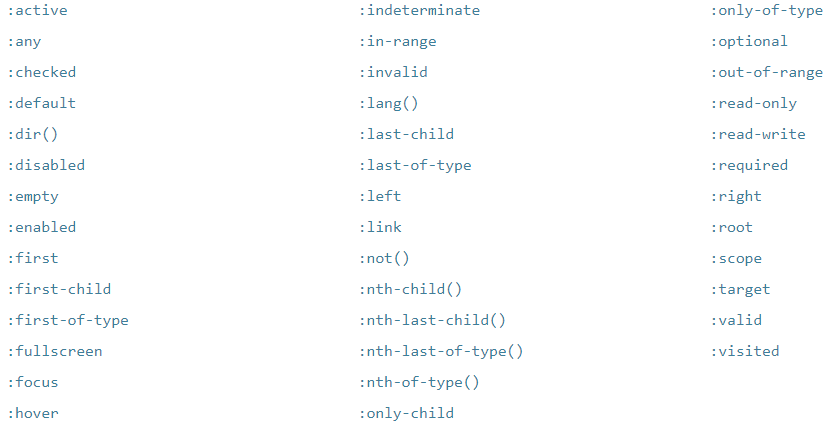 :active
:any
:checked
:default
:dir()
:disabled
:empty
:enabled
:first
:first-child
:first-of-type
:fullscreen
:focus
:hover
:indeterminate
:in-range
:invalid
:lang()
:last-child
:last-of-type
:left
:link
:not()
:nth-child()
:nth-last-child()
:nth-last-of-type()
:nth-of-type()
:only-child
:only-of-type
:optional
:out-of-range
:read-only
:read-write
:required
:right
:root
:scope
:target
:valid
:visited